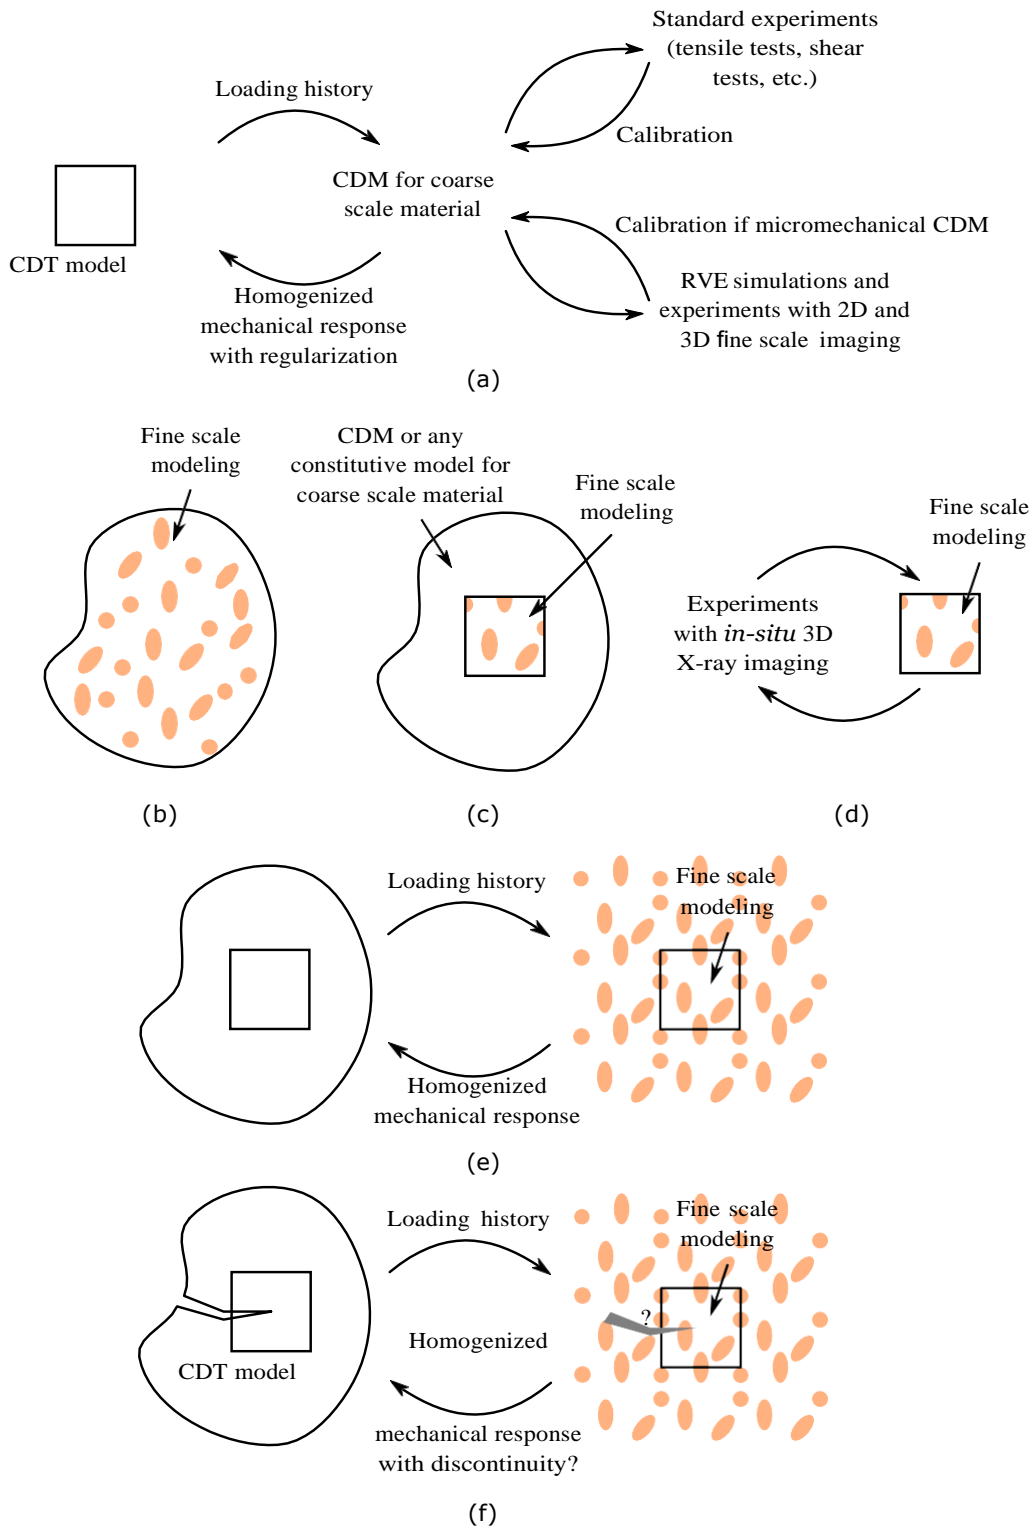 Standard experiments
(tensile tests, shear
tests, etc.)
Loading history
Calibration
CDM for coarse
scale material
Calibration if micromechanical CDM
CDT model
Homogenized
mechanical response
with regularization
RVE simulations and
experiments with 2D and
3D fine scale imaging
(a)
Fine scale
modeling
CDM or any
constitutive model for
coarse scale material
Fine scale
modeling
Fine scale
modeling
Experiments
with in-situ 3D
X-ray imaging
(b)
(c)
(d)
Loading history
Fine scale
modeling
Homogenized
mechanical response
(e)
Loading history
Fine scale
modeling
?
Homogenized
CDT model
mechanical response
with discontinuity?
(f)